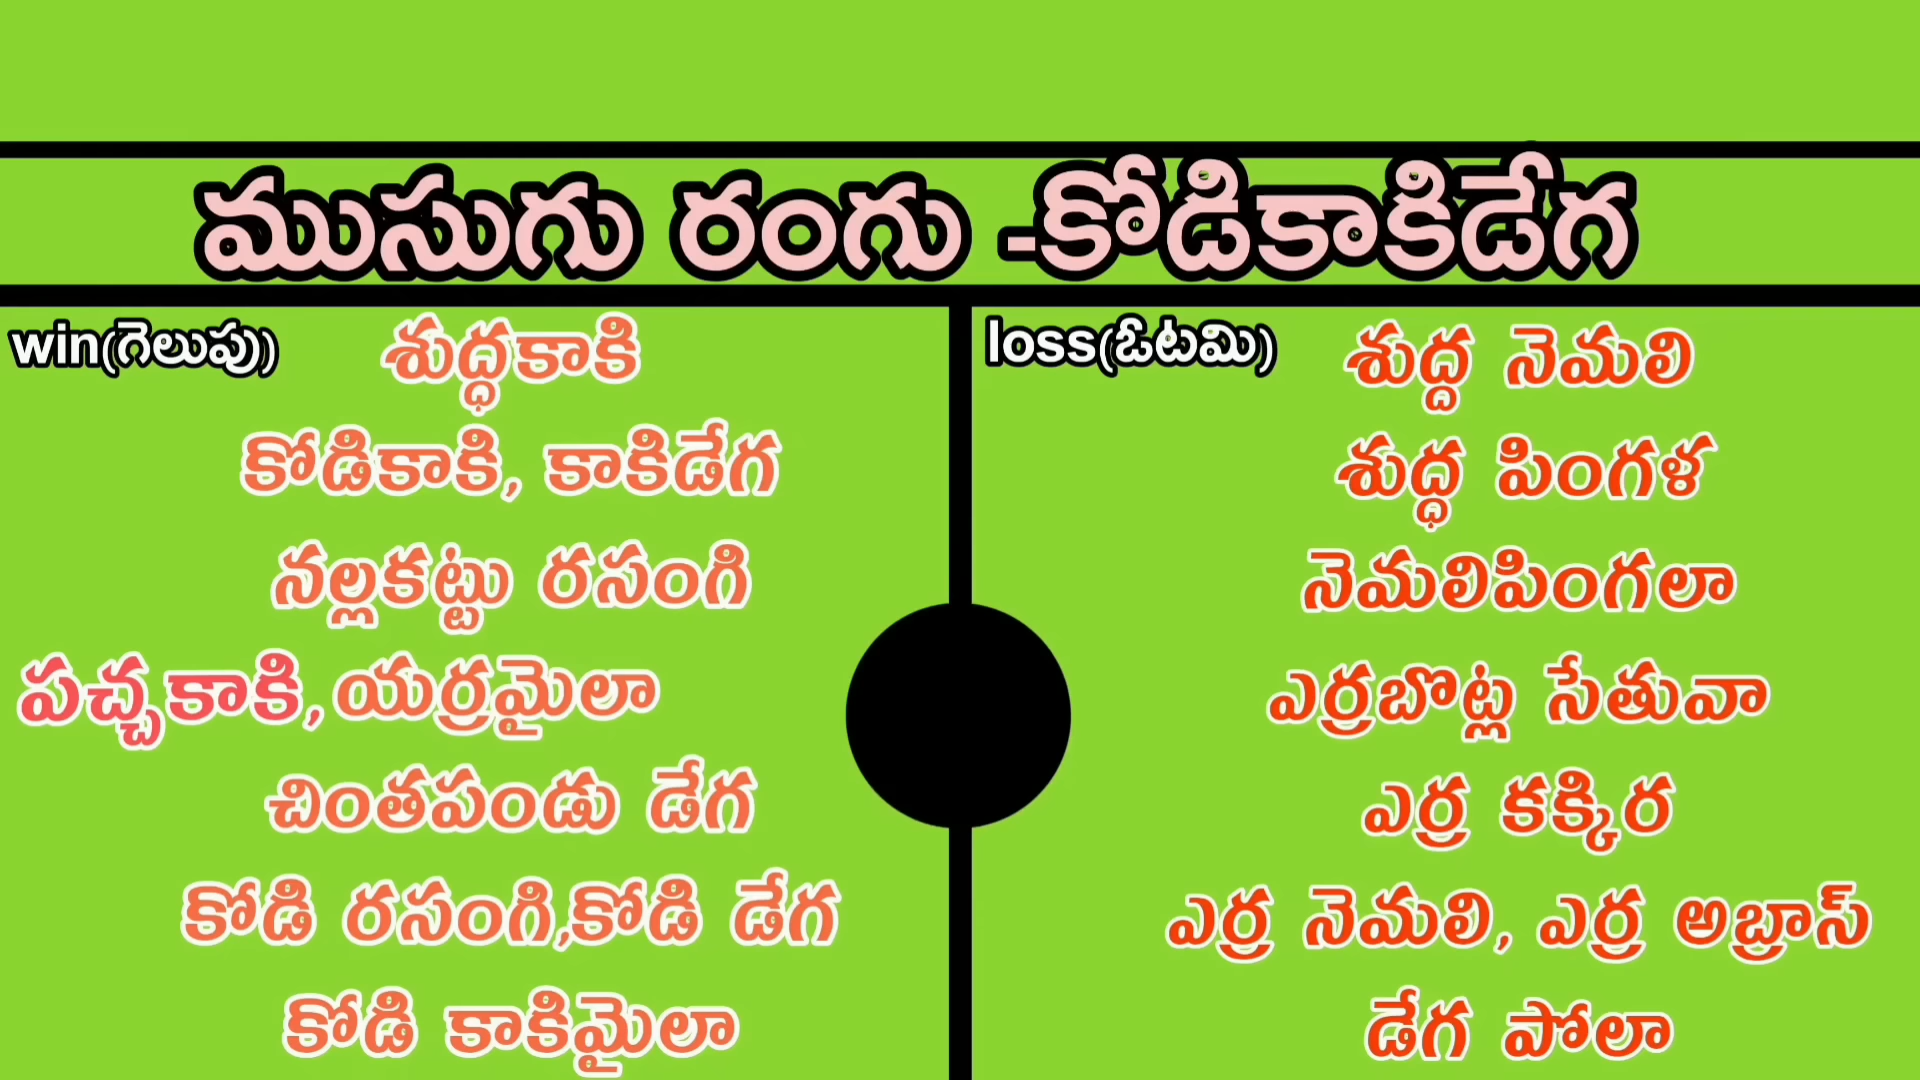 ముసుగు రంగు -కోడికాకిడేగ
win(గెలుపు) శుద్ధకాకి
కోడికాకి, కాకిడేగ
నల్లకట్టు రసంగి
పచ్చకాకి, యర్రమైలా
చింతపండు డేగ
కోడి రసంగి,కోడి డేగ
కోడి కాకిమైలా
loss(ఓటమి) శుద్ద నెమలి
శుద్ధ పింగళ
నెమలిపింగలా
ఎర్రబొట్ల సేతువా
ఎర్ర కక్కిర
ఎర్ర నెమలి, ఎర్ర అబ్రాస్
డేగ పోలా